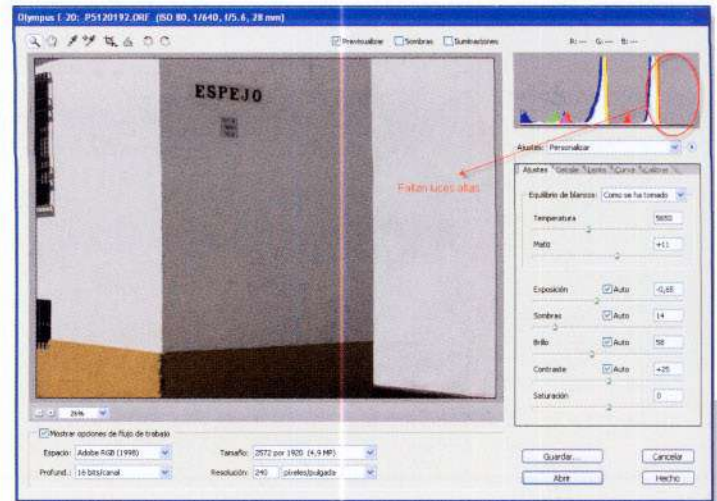 Olympus E-20: P5120192.ORF (ISO 80, 1/640, f/5.6, 28 mm)
Previsualizar Sombras Iluminaciones R: --- G: --- B: ---
ESPEJO
Faltan luces altas
Ajustes: Personalizar
Ajustes Detalle Lente Curva Calibrar
Equilibrio de blancos: Como se ha tomado
Temperatura 5650
Matiz +11
Exposición Auto -0,65
Sombras Auto 14
Brillo Auto 58
Contraste Auto +25
Saturación 0
26%
Mostrar opciones de flujo de trabajo
Espacio: Adobe RGB (1998) Tamaño: 2572 por 1920 (4,9 MP)
Profund.: 16 bits/canal Resolución: 240 píxeles/pulgada
Guardar... Cancelar
Abrir Hecho